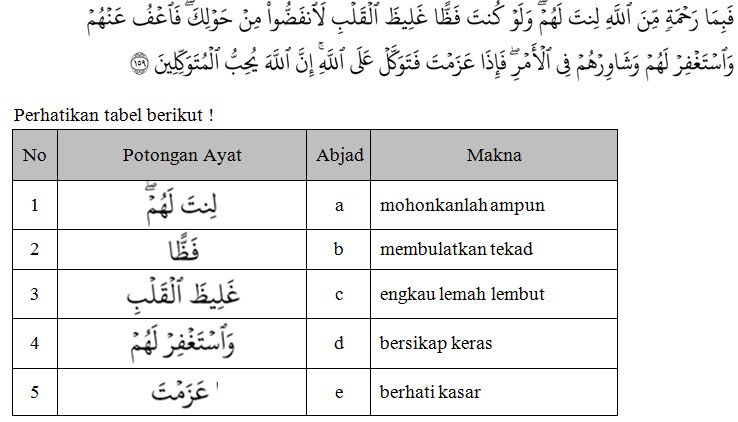 فَبِمَا رَحْمَةٍ مِّنَ ٱللَّهِ لِنتَ لَهُمْ ۖ وَلَوْ كُنتَ فَظًّا غَلِيظَ ٱلْقَلْبِ لَٱنفَضُّوا۟ مِنْ حَوْلِكَ ۖ فَٱعْفُ عَنْهُمْ
وَٱسْتَغْفِرْ لَهُمْ وَشَاوِرْهُمْ فِى ٱلْأَمْرِ ۖ فَإِذَا عَزَمْتَ فَتَوَكَّلْ عَلَى ٱللَّهِ ۚ إِنَّ ٱللَّهَ يُحِبُّ ٱلْمُتَوَكِّلِينَ ١٥٩
Perhatikan tabel berikut !
No Potongan Ayat Abjad Makna
1 لِنتَ لَهُمْ ۖ a mohonkanlah ampun
2 فَظًّا b membulatkan tekad
3 غَلِيظَ ٱلْقَلْبِ c engkau lemah lembut
4 وَٱسْتَغْفِرْ لَهُمْ d bersikap keras
5 عَزَمْتَ e berhati kasar